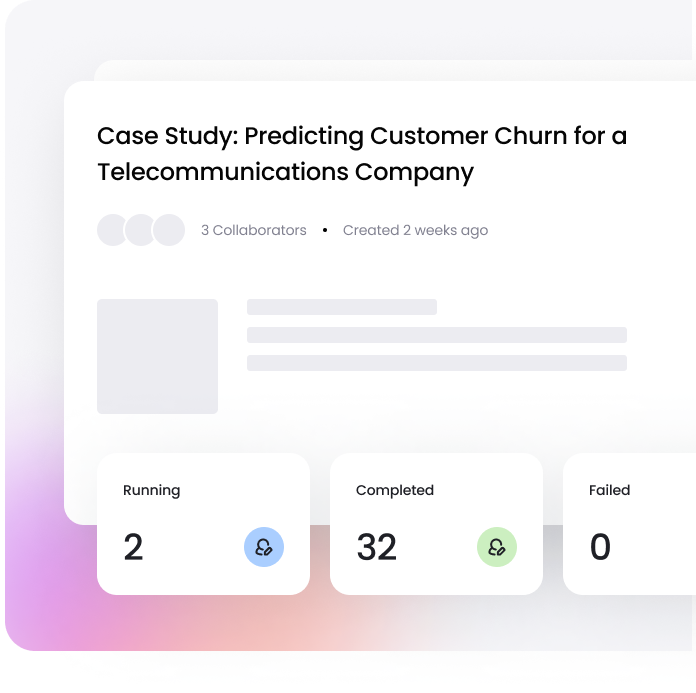 Case Study: Predicting Customer Churn for a
Telecommunications Company
3 Collaborators • Created 2 weeks ago
Running
2
Completed
32
Failed
0